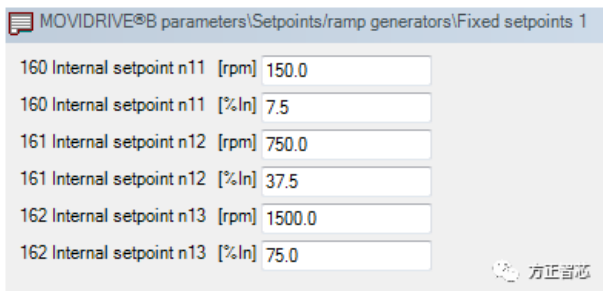 MOVIDRIVE®B parameters\Setpoints/ramp generators\Fixed setpoints 1
160 Internal setpoint n11 [rpm] 150.0
160 Internal setpoint n11 [%In] 7.5
161 Internal setpoint n12 [rpm] 750.0
161 Internal setpoint n12 [%In] 37.5
162 Internal setpoint n13 [rpm] 1500.0
162 Internal setpoint n13 [%In] 75.0
方正智芯